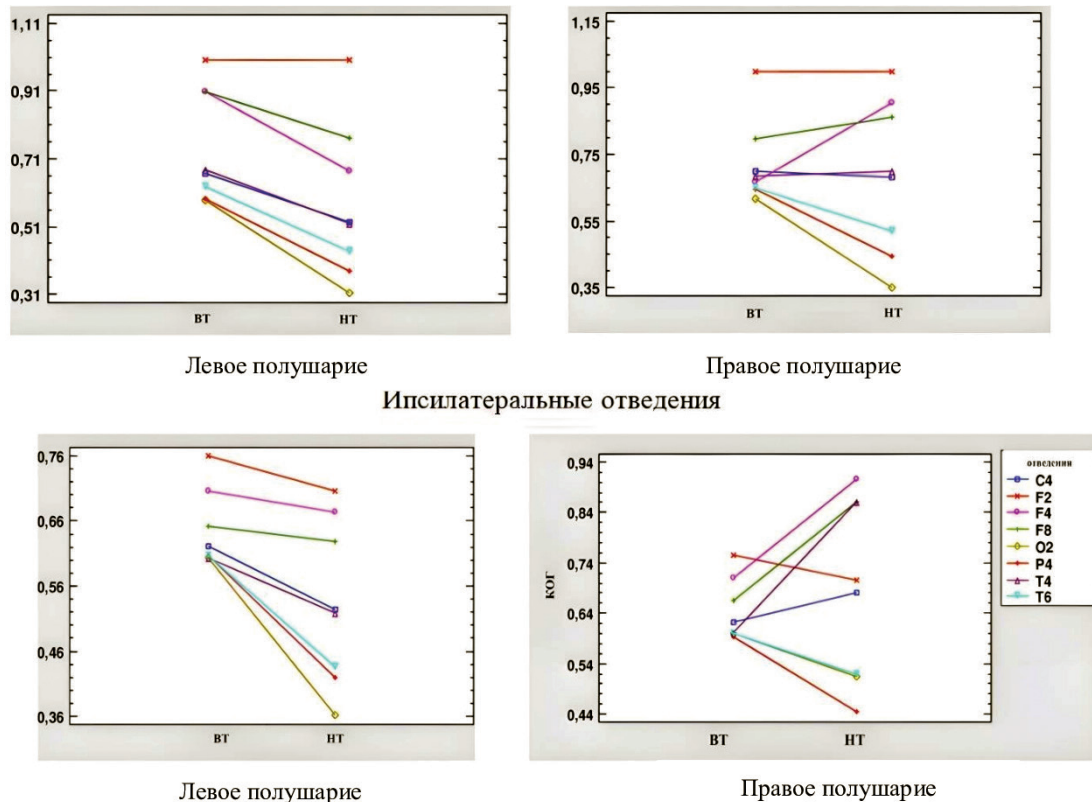 1,11
0,91
0,71
0,51
0,31
ВТ НТ
Левое полушарие
1,15
0,95
0,75
0,55
0,35
ВТ НТ
Правое полушарие
Ипсилатеральные отведения
0,76
0,66
0,56
0,46
0,36
ВТ НТ
Левое полушарие
КОГ
0,94
0,84
0,74
0,64
0,54
0,44
ВТ НТ
Правое полушарие
отведения
C4
F2
F4
F8
O2
P4
T4
T6